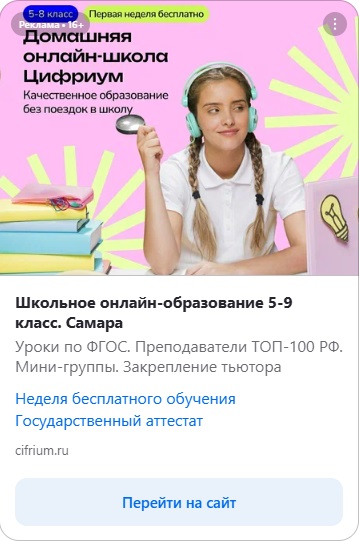 5-8 класс Первая неделя бесплатно
Реклама • 16+
Домашняя
онлайн-школа
Цифриум
Качественное образование
без поездок в школу
Школьное онлайн-образование 5-9
класс. Самара
Уроки по ФГОС. Преподаватели ТОП-100 РФ.
Мини-группы. Закрепление тьютора
Неделя бесплатного обучения
Государственный аттестат
cifrium.ru
Перейти на сайт